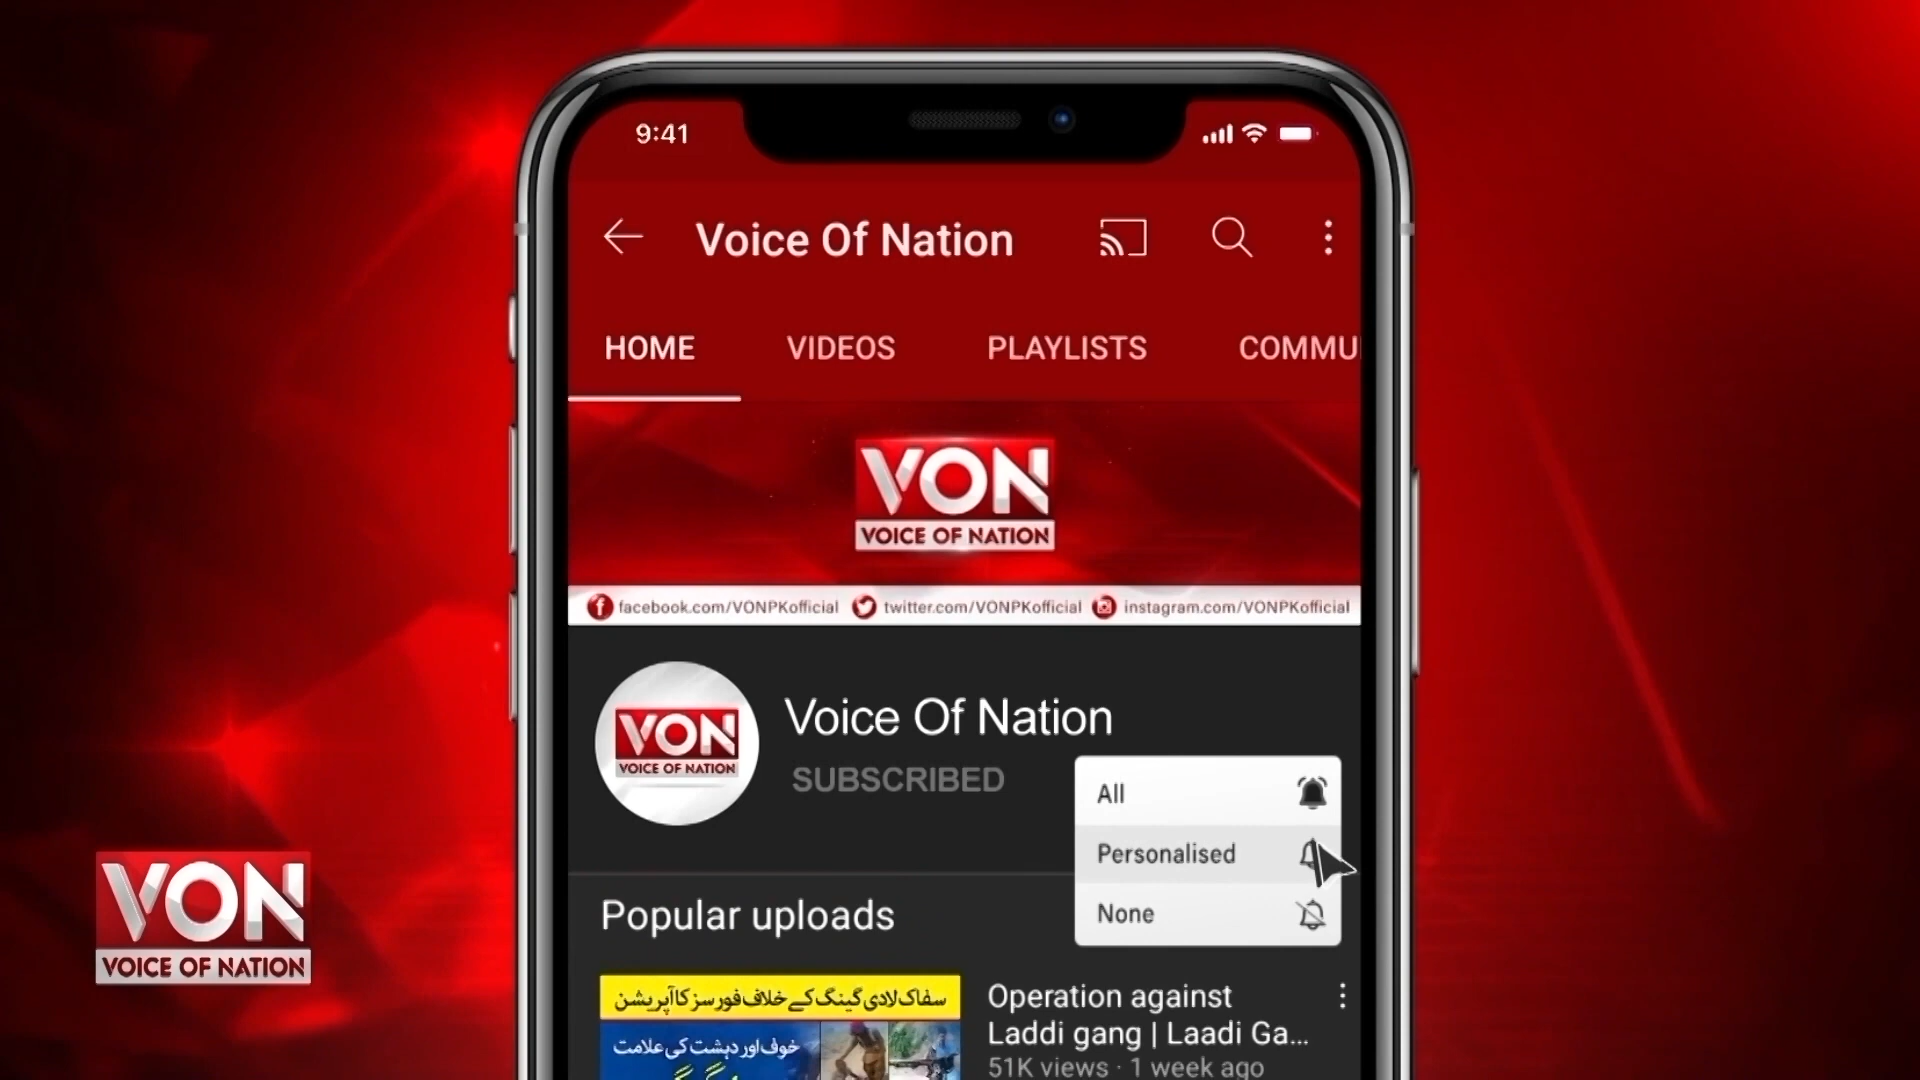 9:41
Voice Of Nation
HOME VIDEOS PLAYLISTS COMMU
VON
VOICE OF NATION
facebook.com/VONPKofficial twitter.com/VONPKofficial instagram.com/VONPKofficial
VON
VOICE OF NATION
Voice Of Nation
SUBSCRIBED
All
Personalised
None
Popular uploads
سفاک لادی گینگ کے خلاف فورسز کا آپریشن
خوف اور دہشت کی علامت
Operation against
Laddi gang | Laadi Ga...
51K views · 1 week ago
VON
VOICE OF NATION